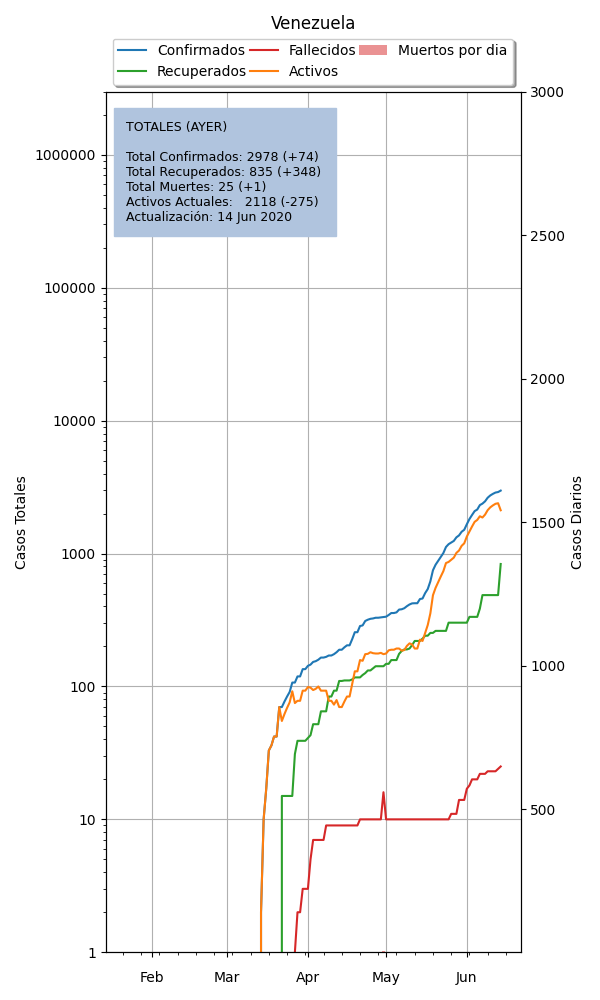 Venezuela
Confirmados
Fallecidos
Muertos por dia
Recuperados
Activos
TOTALES (AYER)
Total Confirmados: 2978 (+74)
Total Recuperados: 835 (+348)
Total Muertes: 25 (+1)
Activos Actuales:   2118 (-275)
Actualización: 14 Jun 2020
Casos Totales
1000000
100000
10000
1000
100
10
1
3000
2500
2000
1500
1000
500
Casos Diarios
Feb
Mar
Apr
May
Jun